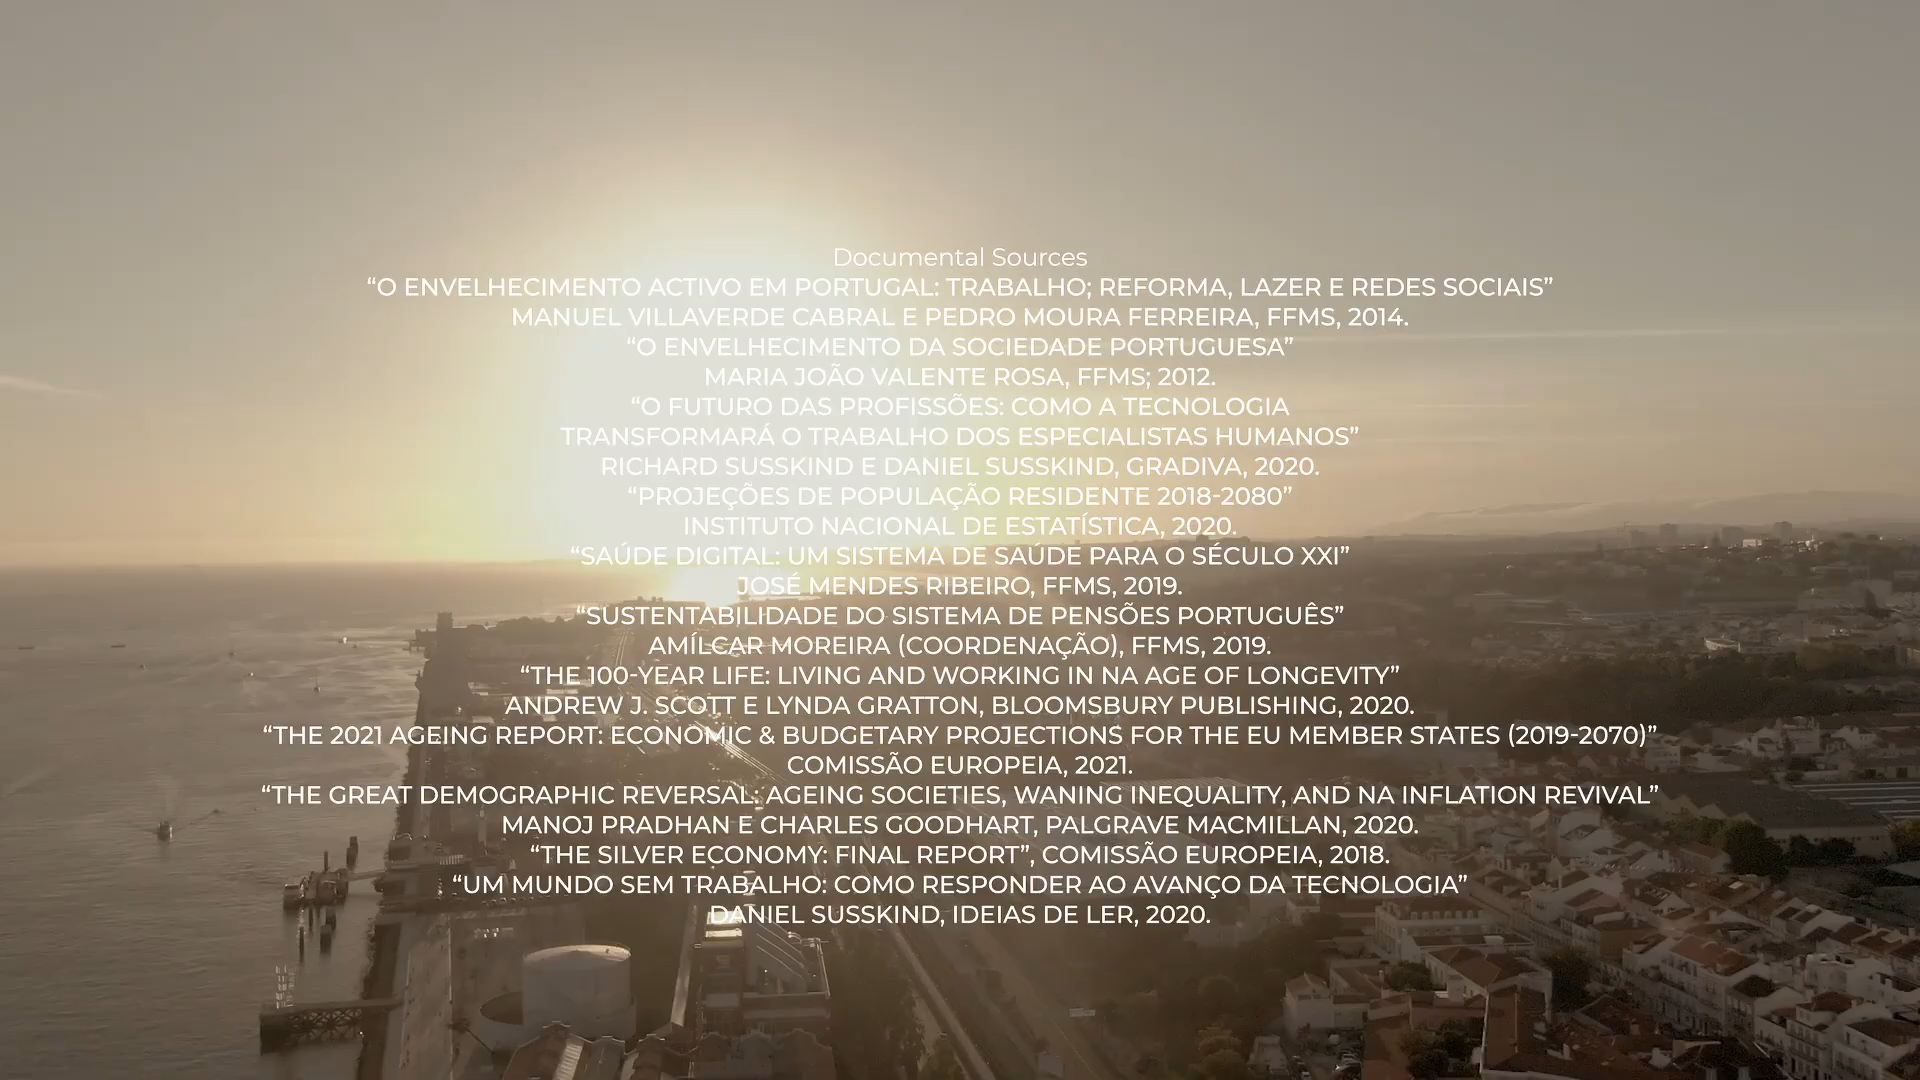 Documental Sources
“O ENVELHECIMENTO ACTIVO EM PORTUGAL: TRABALHO; REFORMA, LAZER E REDES SOCIAIS”
MANUEL VILLAVERDE CABRAL E PEDRO MOURA FERREIRA, FFMS, 2014.
“O ENVELHECIMENTO DA SOCIEDADE PORTUGUESA”
MARIA JOÃO VALENTE ROSA, FFMS; 2012.
“O FUTURO DAS PROFISSÕES: COMO A TECNOLOGIA
TRANSFORMARÁ O TRABALHO DOS ESPECIALISTAS HUMANOS”
RICHARD SUSSKIND E DANIEL SUSSKIND, GRADIVA, 2020.
“PROJEÇÕES DE POPULAÇÃO RESIDENTE 2018-2080”
INSTITUTO NACIONAL DE ESTATÍSTICA, 2020.
“SAÚDE DIGITAL: UM SISTEMA DE SAÚDE PARA O SÉCULO XXI”
JOSÉ MENDES RIBEIRO, FFMS, 2019.
“SUSTENTABILIDADE DO SISTEMA DE PENSÕES PORTUGUÊS”
AMÍLCAR MOREIRA (COORDENAÇÃO), FFMS, 2019.
“THE 100-YEAR LIFE: LIVING AND WORKING IN NA AGE OF LONGEVITY”
ANDREW J. SCOTT E LYNDA GRATTON, BLOOMSBURY PUBLISHING, 2020.
“THE 2021 AGEING REPORT: ECONOMIC & BUDGETARY PROJECTIONS FOR THE EU MEMBER STATES (2019-2070)”
COMISSÃO EUROPEIA, 2021.
“THE GREAT DEMOGRAPHIC REVERSAL: AGEING SOCIETIES, WANING INEQUALITY, AND NA INFLATION REVIVAL”
MANOJ PRADHAN E CHARLES GOODHART, PALGRAVE MACMILLAN, 2020.
“THE SILVER ECONOMY: FINAL REPORT”, COMISSÃO EUROPEIA, 2018.
“UM MUNDO SEM TRABALHO: COMO RESPONDER AO AVANÇO DA TECNOLOGIA”
DANIEL SUSSKIND, IDEIAS DE LER, 2020.